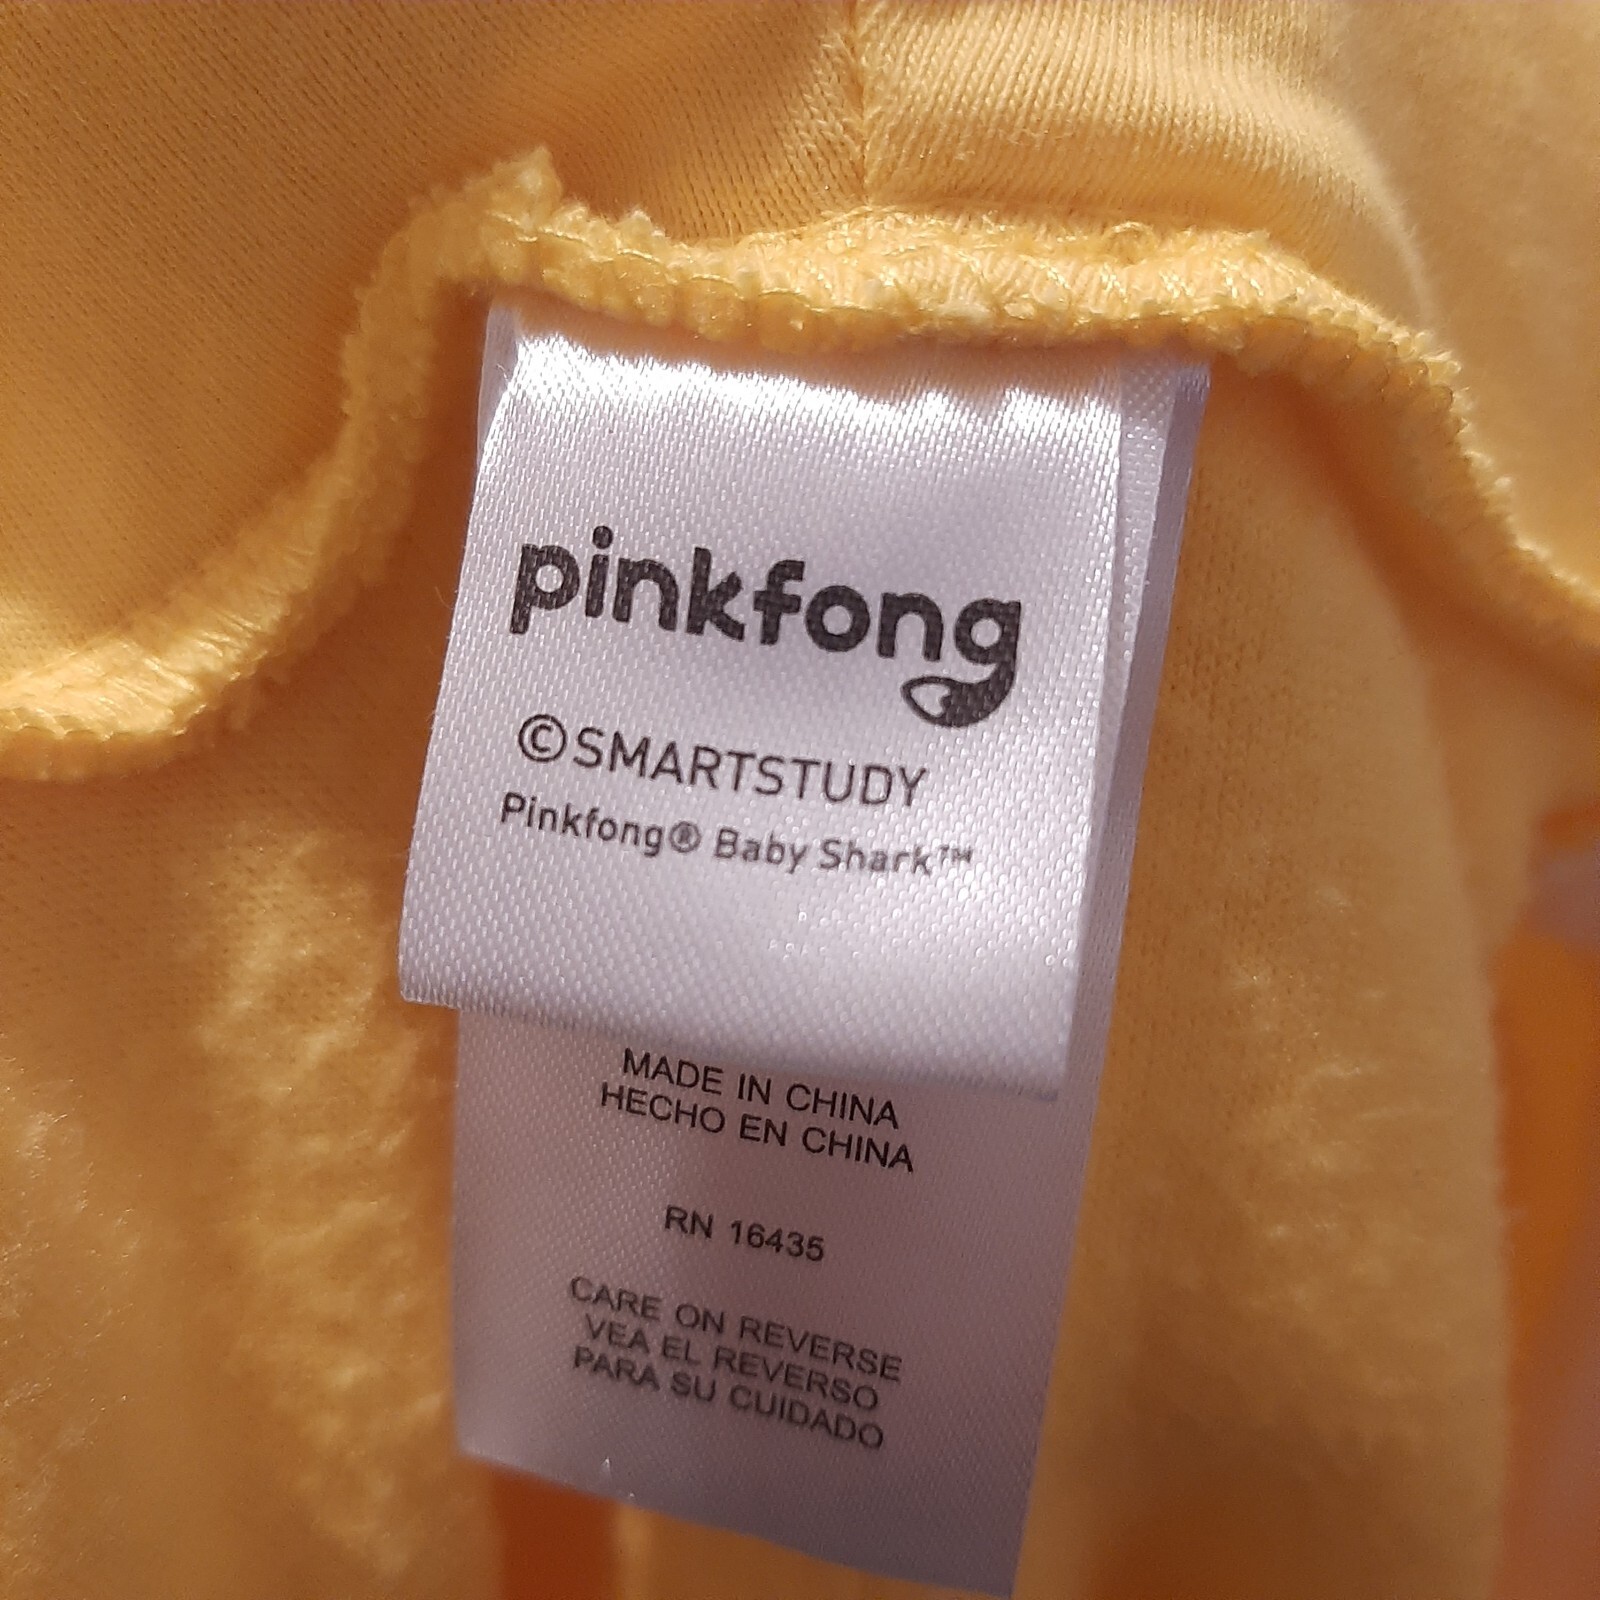 pinkfong
©SMARTSTUDY
Pinkfong® Baby Shark™
MADE IN CHINA
HECHO EN CHINA
RN 16435
CARE ON REVERSE
VEA EL REVERSO
PARA SU CUIDADO